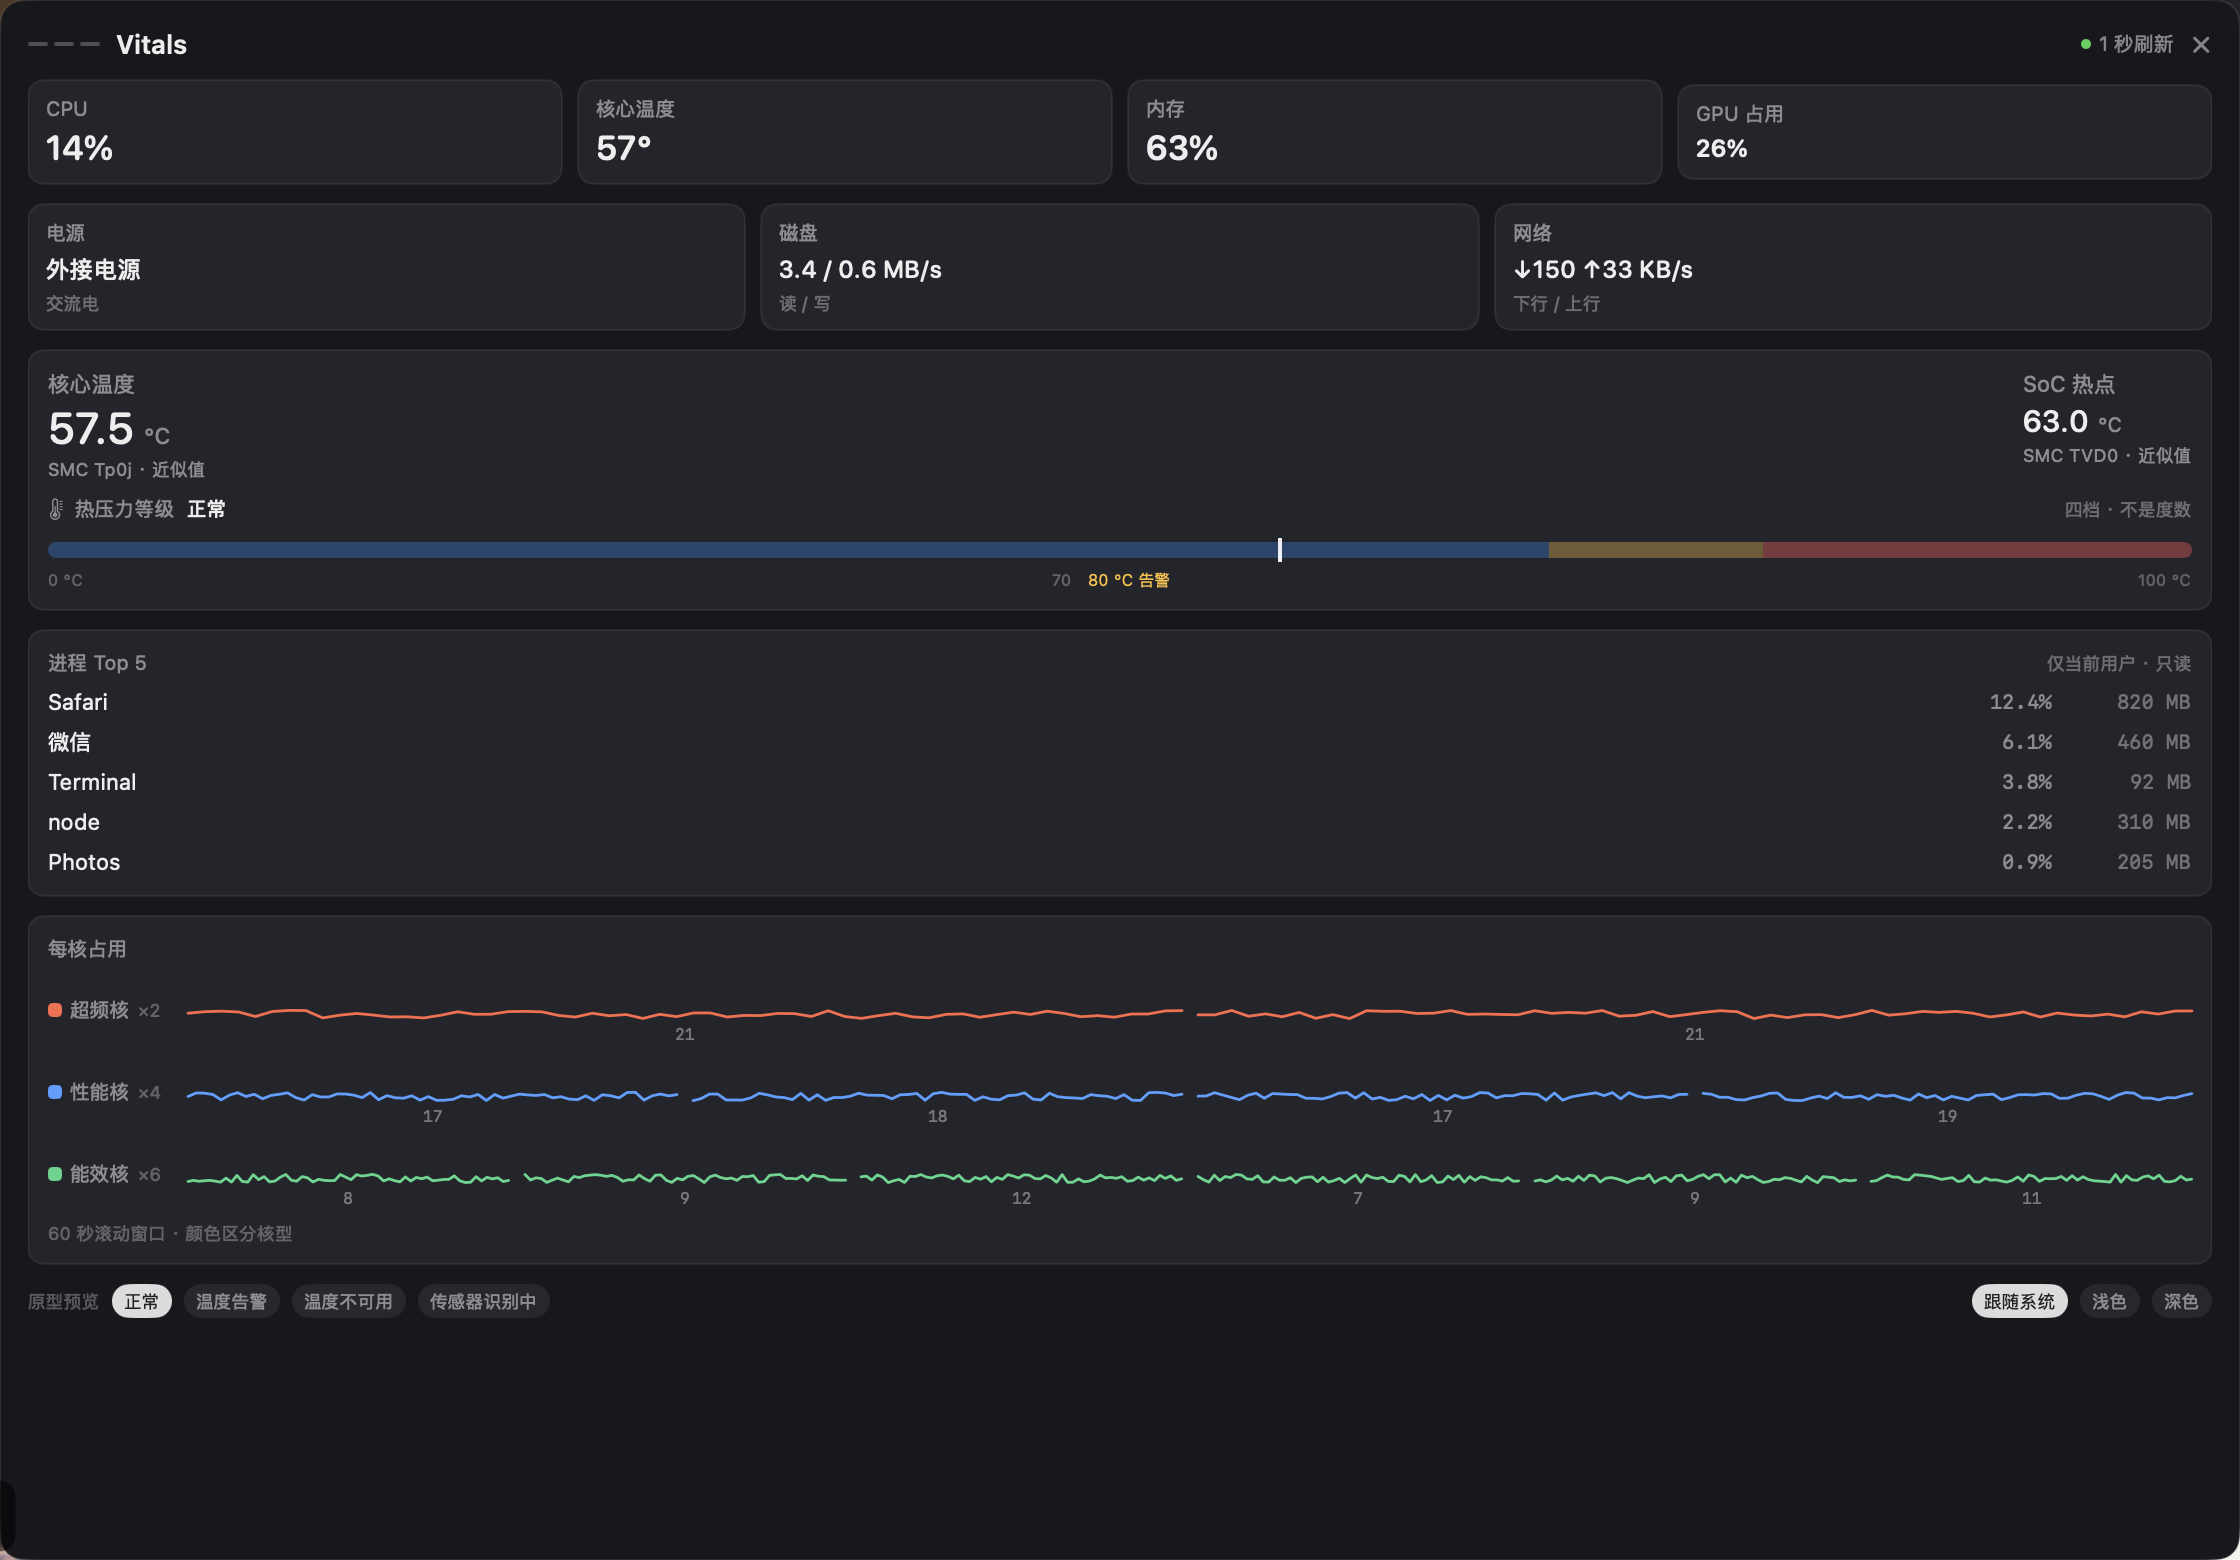 Vitals
1 秒刷新
CPU
14%
核心温度
57°
内存
63%
GPU 占用
26%
电源
外接电源
交流电
磁盘
3.4 / 0.6 MB/s
读 / 写
网络
↓150 ↑33 KB/s
下行 / 上行
核心温度
57.5 °C
SMC Tp0j · 近似值
SoC 热点
63.0 °C
SMC TVD0 · 近似值
热压力等级 正常
四档 · 不是度数
0 °C
70
80 °C 告警
100 °C
进程 Top 5
仅当前用户 · 只读
Safari 12.4% 820 MB
微信 6.1% 460 MB
Terminal 3.8% 92 MB
node 2.2% 310 MB
Photos 0.9% 205 MB
每核占用
超频核 ×2
21 21
性能核 ×4
17 18 17 19
能效核 ×6
8 9 12 7 9 11
60 秒滚动窗口 · 颜色区分核型
原型预览 正常 温度告警 温度不可用 传感器识别中
跟随系统 浅色 深色